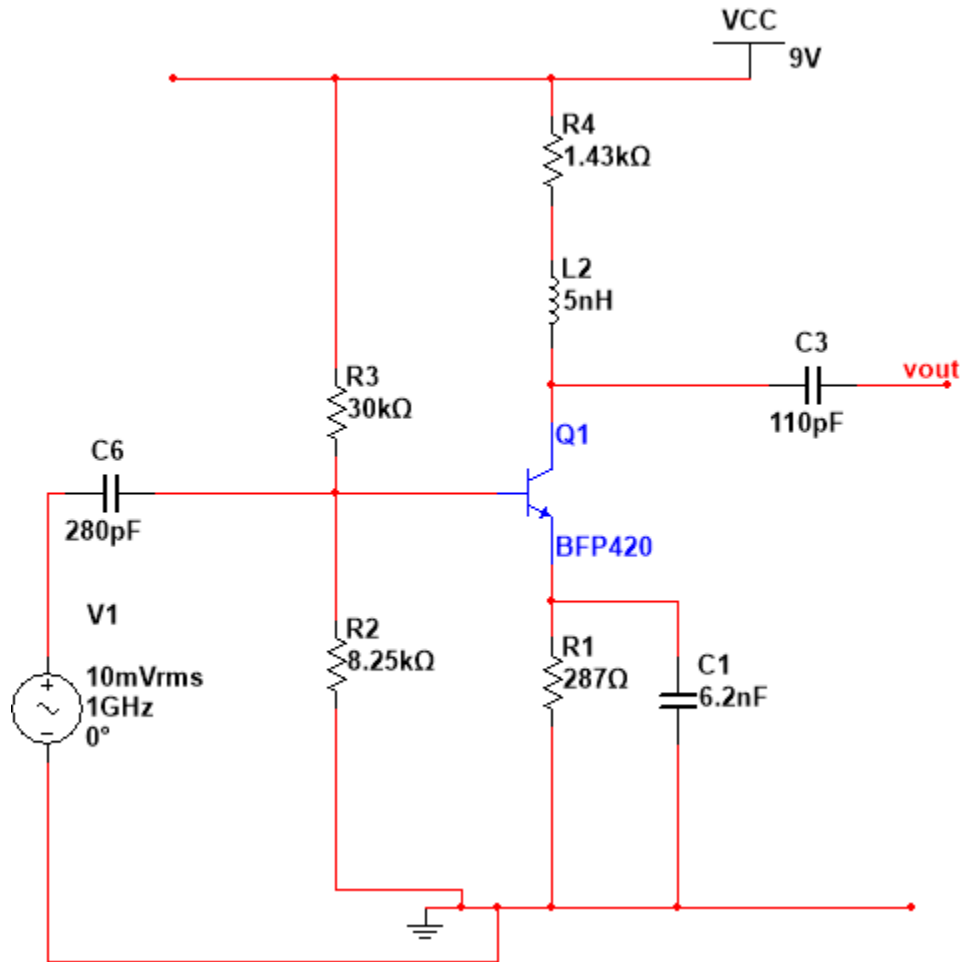 VCC
9V
R4
1.43kΩ
L2
5nH
C3
vout
110pF
R3
30kΩ
Q1
C6
280pF
BFP420
V1
R2
8.25kΩ
R1
287Ω
C1
6.2nF
10mVrms
1GHz
0°